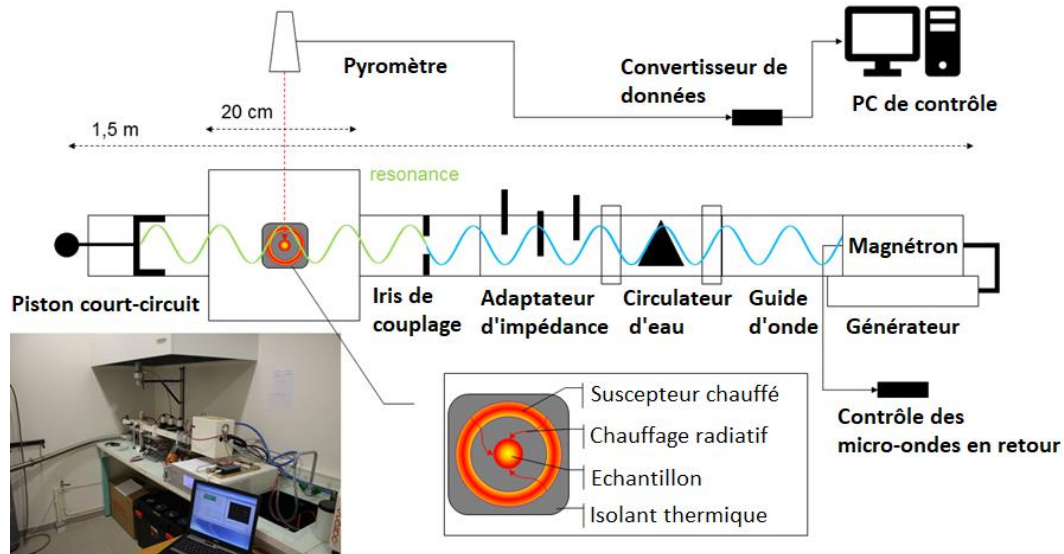 Pyromètre
Convertisseur de
données
PC de contrôle
20 cm
1,5 m
resonance
Magnétron
Piston court-circuit
Iris de
couplage
Adaptateur
d'impédance
Circulateur
d'eau
Guide
d'onde
Générateur
Suscepteur chauffé
Chauffage radiatif
Echantillon
Isolant thermique
Contrôle des
micro-ondes en retour